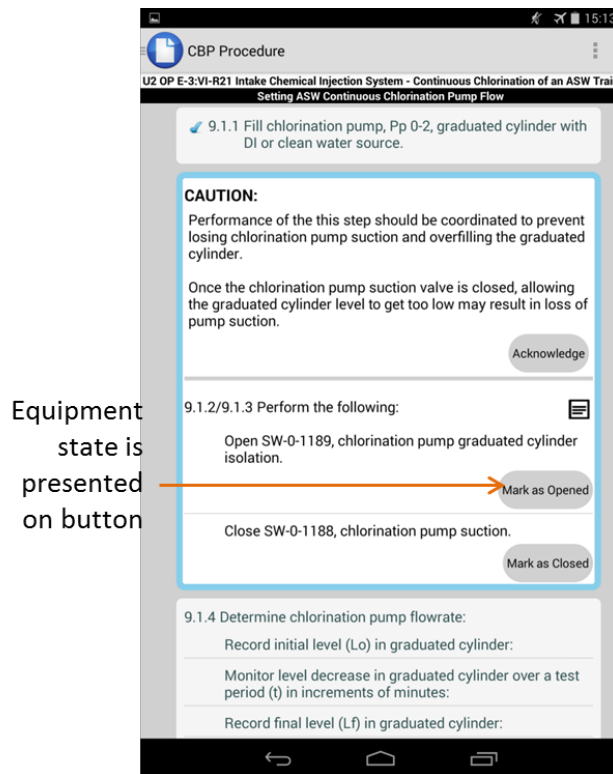 15:13
CBP Procedure
U2 OP E-3:VI-R21 Intake Chemical Injection System - Continuous Chlorination of an ASW Trai
Setting ASW Continuous Chlorination Pump Flow
9.1.1 Fill chlorination pump, Pp 0-2, graduated cylinder with
DI or clean water source.
CAUTION:
Performance of the this step should be coordinated to prevent
losing chlorination pump suction and overfilling the graduated
cylinder.
Once the chlorination pump suction valve is closed, allowing
the graduated cylinder level to get too low may result in loss of
pump suction.
Acknowledge
9.1.2/9.1.3 Perform the following:
Open SW-0-1189, chlorination pump graduated cylinder
isolation.
Mark as Opened
Close SW-0-1188, chlorination pump suction.
Mark as Closed
9.1.4 Determine chlorination pump flowrate:
Record initial level (Lo) in graduated cylinder:
Monitor level decrease in graduated cylinder over a test
period (t) in increments of minutes:
Record final level (Lf) in graduated cylinder:
Equipment
state is
presented
on button